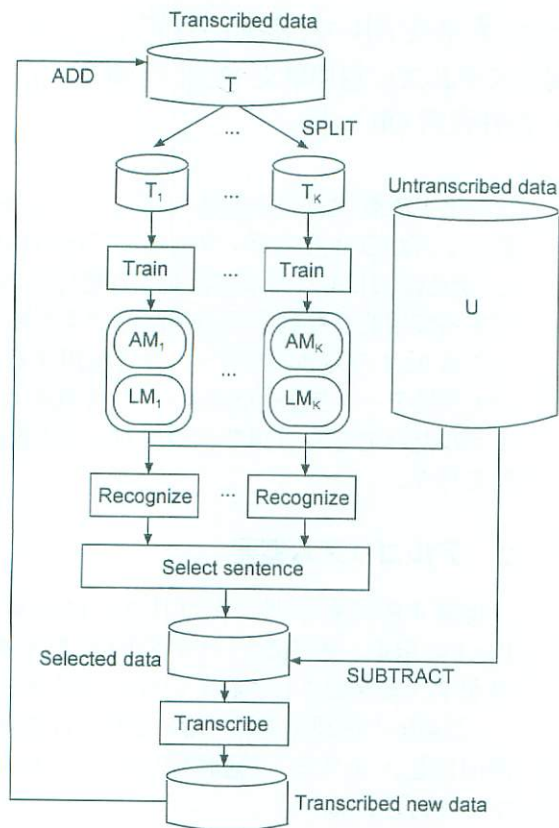 Transcribed data
ADD
T
...
SPLIT
T1
...
TK
Untranscribed data
Train
...
Train
U
AM1
AMK
...
LM1
LMK
Recognize
...
Recognize
Select sentence
Selected data
SUBTRACT
Transcribe
Transcribed new data